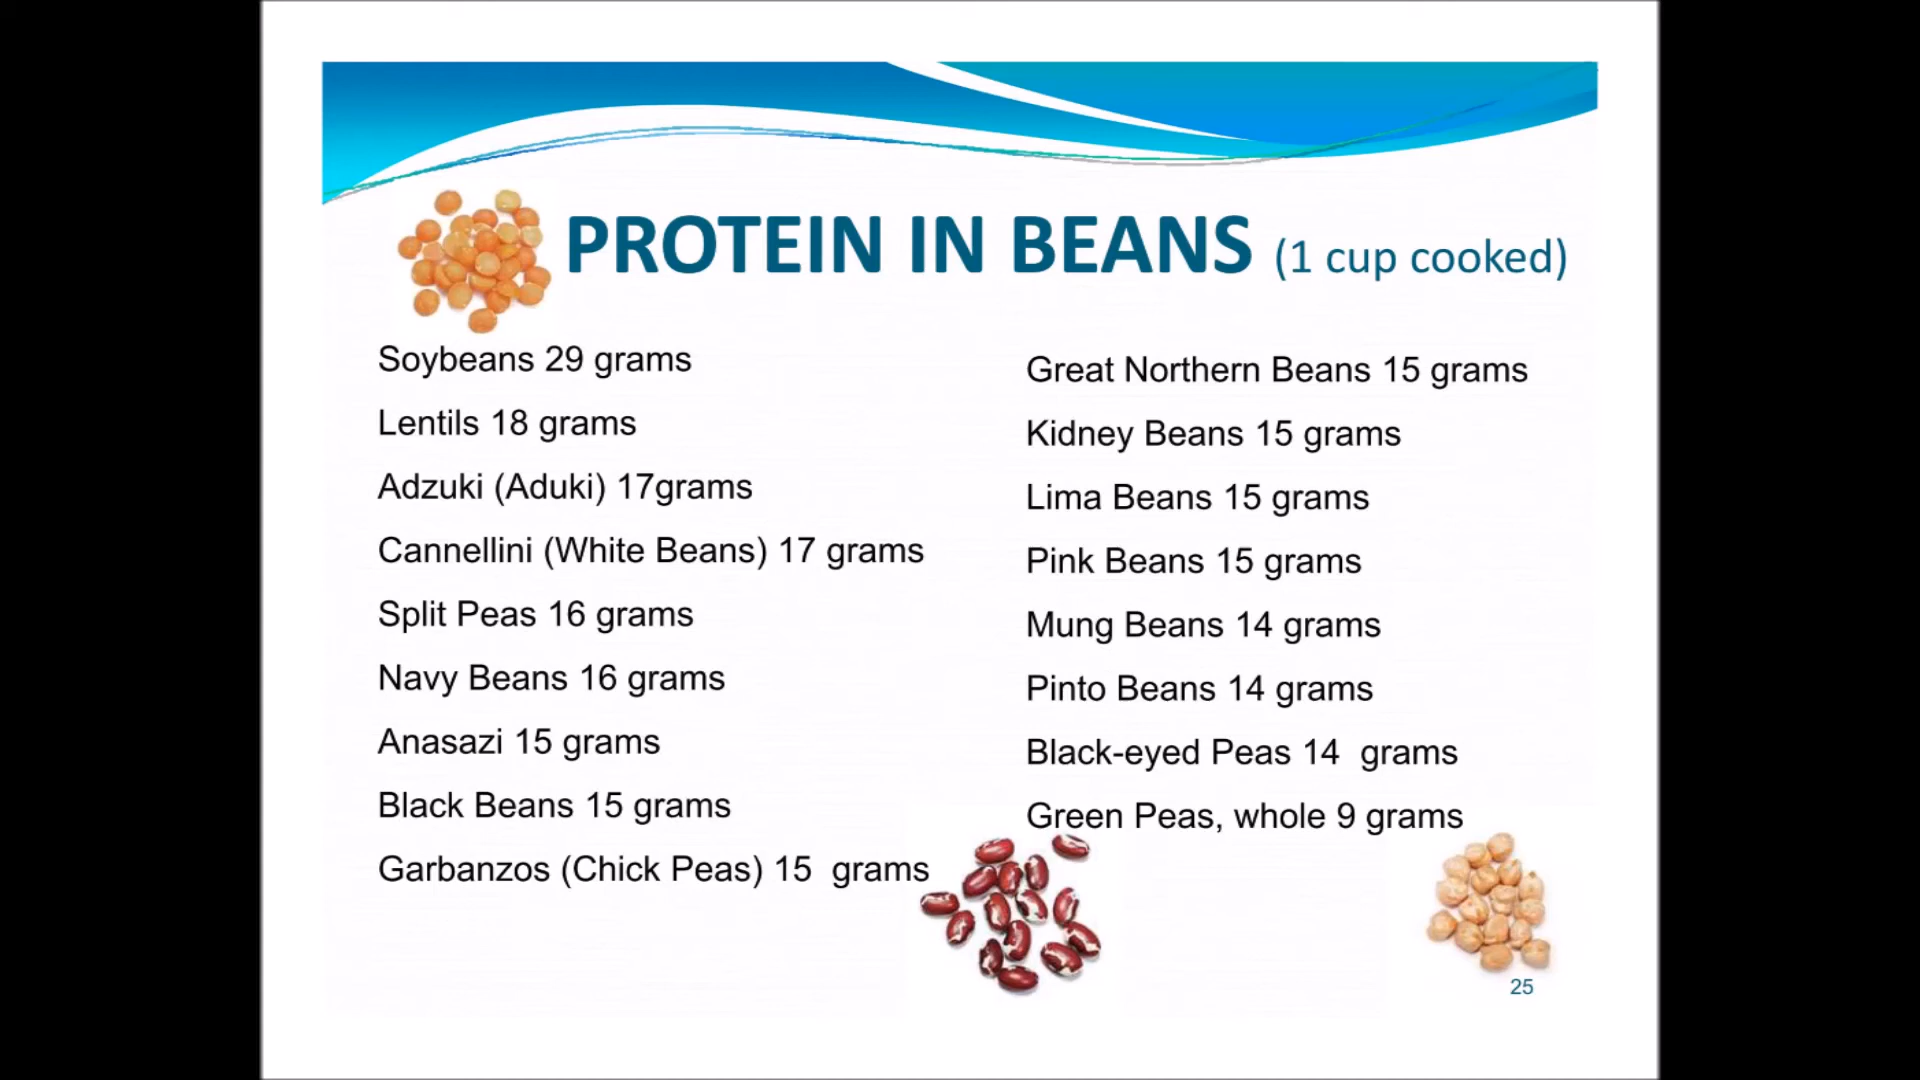 PROTEIN IN BEANS (1 cup cooked)
Soybeans 29 grams
Lentils 18 grams
Adzuki (Aduki) 17grams
Cannellini (White Beans) 17 grams
Split Peas 16 grams
Navy Beans 16 grams
Anasazi 15 grams
Black Beans 15 grams
Garbanzos (Chick Peas) 15  grams
Great Northern Beans 15 grams
Kidney Beans 15 grams
Lima Beans 15 grams
Pink Beans 15 grams
Mung Beans 14 grams
Pinto Beans 14 grams
Black-eyed Peas 14  grams
Green Peas, whole 9 grams
25